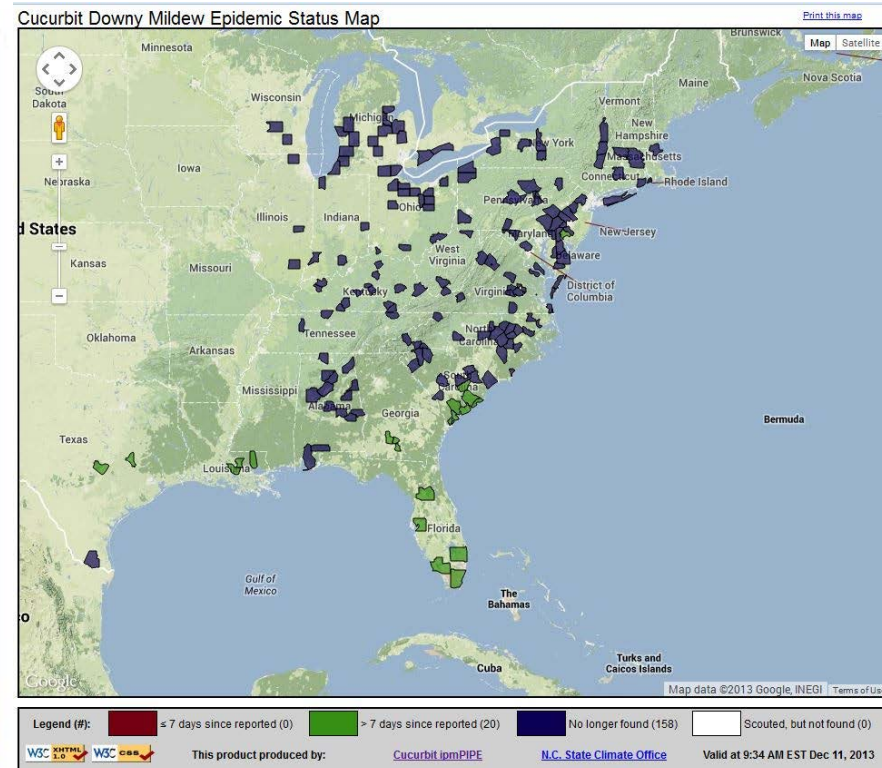 Cucurbit Downy Mildew Epidemic Status Map
Print this map
Brunswick
Map
Satellite
Minnesota
Nova Scotia
Maine
South
Dakota
Wisconsin
Vermont
Michigan
New
Hampshire
New York
Massachusetts
Iowa
Nebraska
Connecticut
Rhode Island
Pennsylvania
Ohio
Illinois
Indiana
d States
Maryland
New Jersey
Delaware
West
Virginia
Kansas
Missouri
District of
Columbia
Kentucky
Virginia
North
Carolina
Tennessee
Oklahoma
Arkansas
South
Carolina
Mississippi
Alabama
Georgia
Bermuda
Texas
Louisiana
Florida
Gulf of
Mexico
The
Bahamas
co
Cuba
Turks and
Caicos Islands
Google
Map data ©2013 Google, INEGI
Terms of Us
Legend (#):
≤ 7 days since reported (0)
> 7 days since reported (20)
No longer found (158)
Scouted, but not found (0)
W3C XHTML 1.0
W3C css
This product produced by:
Cucurbit ipmPIPE
N.C. State Climate Office
Valid at 9:34 AM EST Dec 11, 2013